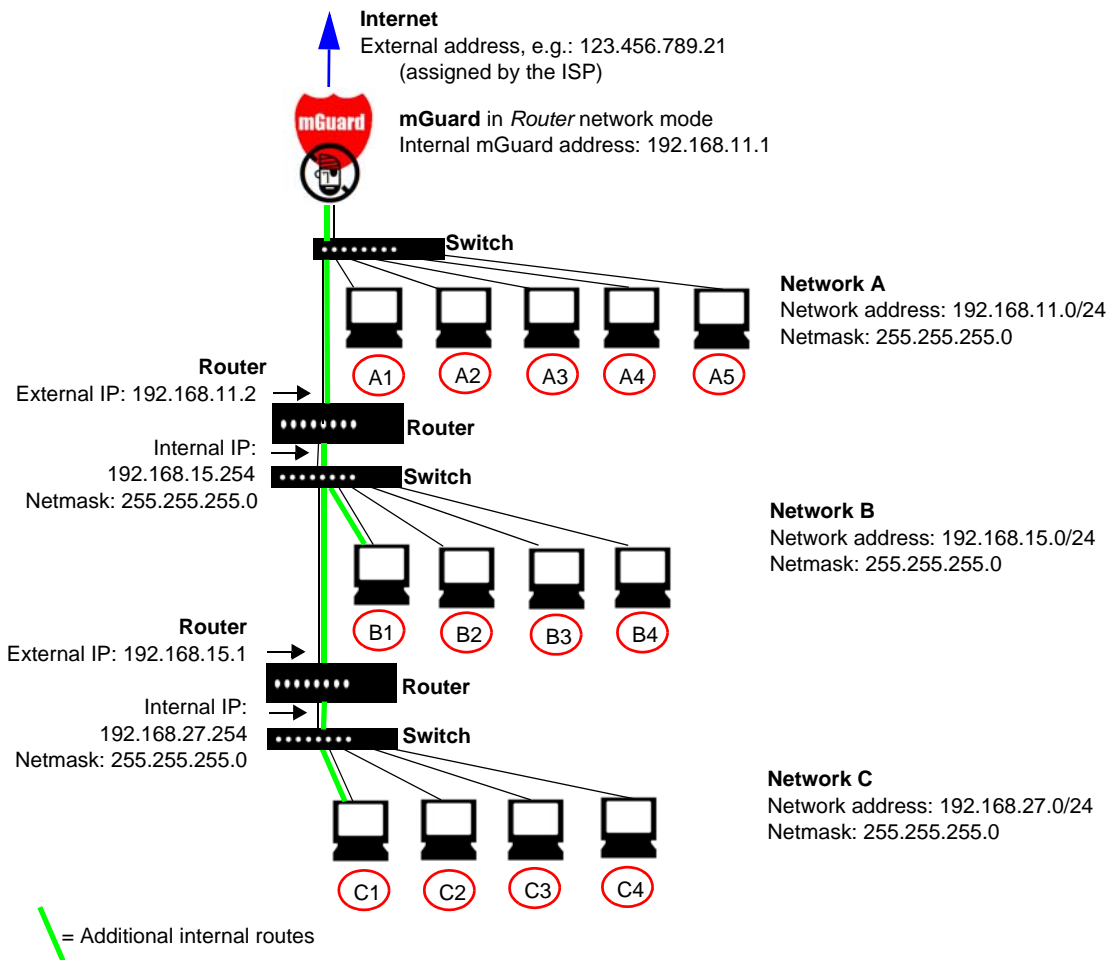 Internet
External address, e.g.: 123.456.789.21
(assigned by the ISP)
mGuard
mGuard in Router network mode
Internal mGuard address: 192.168.11.1
Switch
Network A
Network address: 192.168.11.0/24
Netmask: 255.255.255.0
A1 A2 A3 A4 A5
Router
External IP: 192.168.11.2
Router
Internal IP:
192.168.15.254
Netmask: 255.255.255.0
Switch
Network B
Network address: 192.168.15.0/24
Netmask: 255.255.255.0
B1 B2 B3 B4
Router
External IP: 192.168.15.1
Router
Internal IP:
192.168.27.254
Netmask: 255.255.255.0
Switch
Network C
Network address: 192.168.27.0/24
Netmask: 255.255.255.0
C1 C2 C3 C4
= Additional internal routes